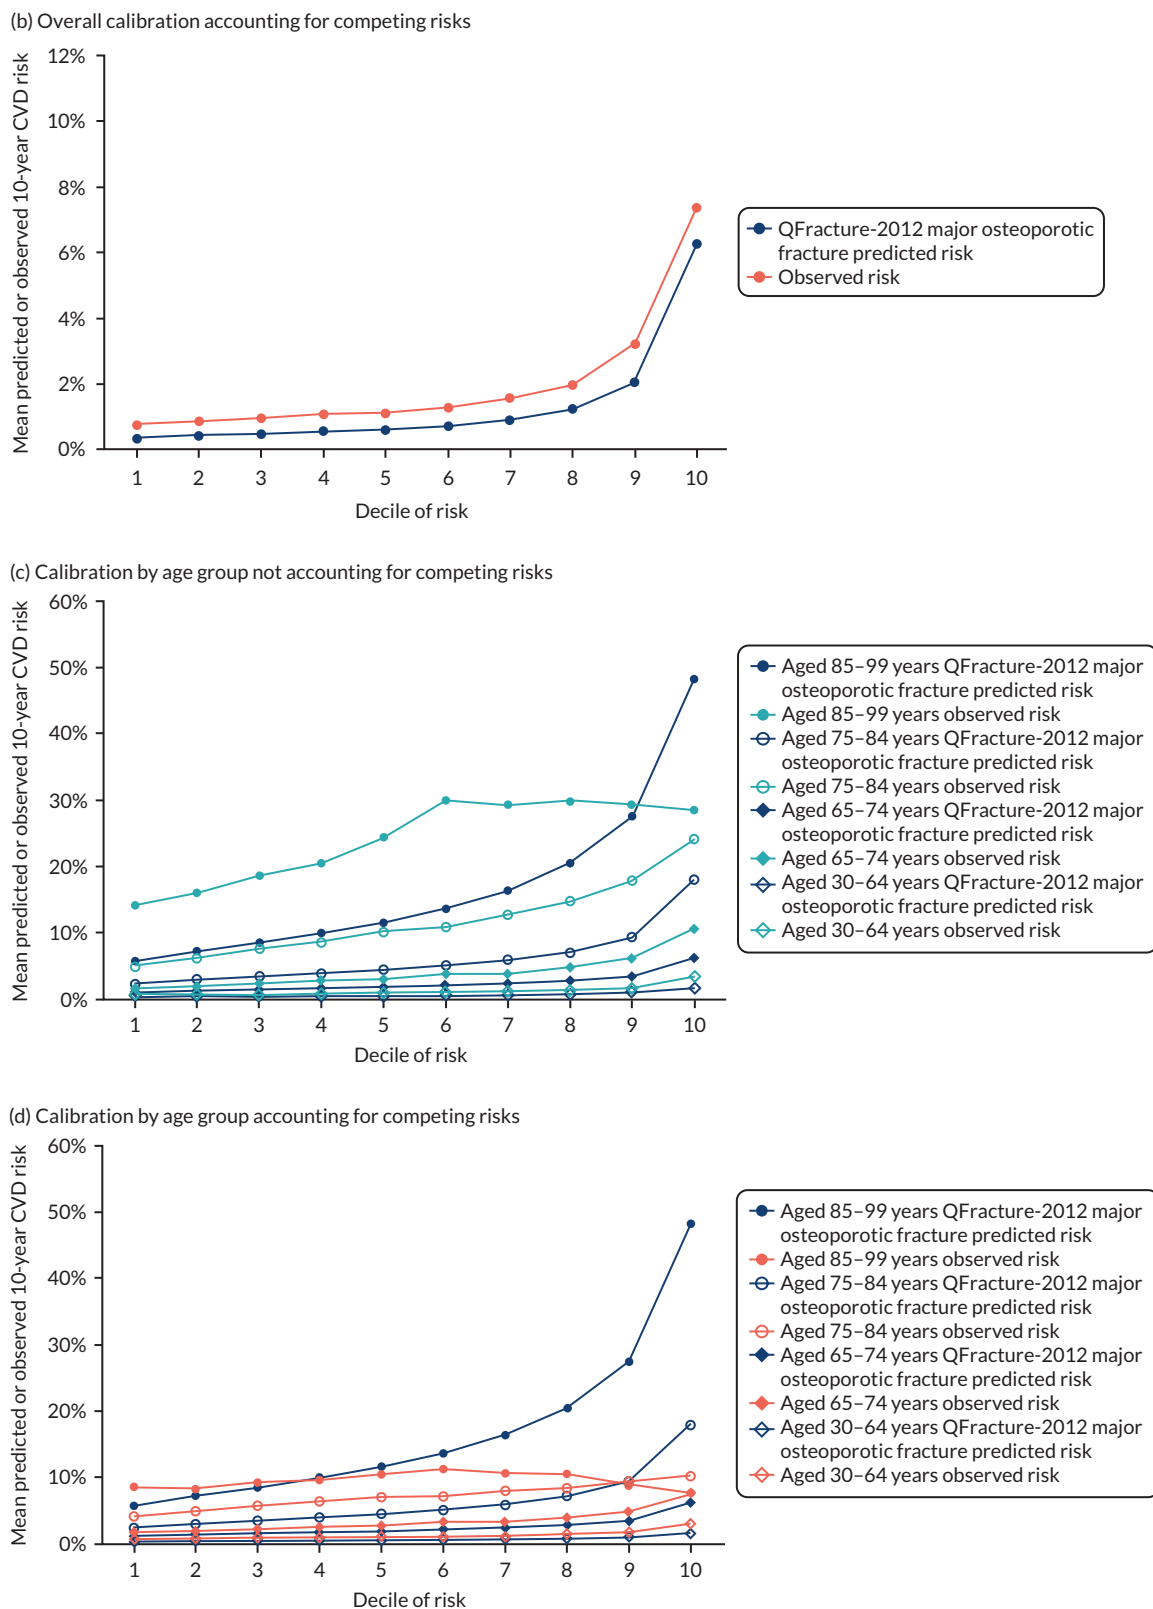 (b) Overall calibration accounting for competing risks
Mean predicted or observed 10-year CVD risk
12%
10%
8%
6%
4%
2%
0%
1 2 3 4 5 6 7 8 9 10
Decile of risk
QFracture-2012 major osteoporotic
fracture predicted risk
Observed risk
(c) Calibration by age group not accounting for competing risks
Mean predicted or observed 10-year CVD risk
60%
50%
40%
30%
20%
10%
0%
1 2 3 4 5 6 7 8 9 10
Decile of risk
Aged 85–99 years QFracture-2012 major
osteoporotic fracture predicted risk
Aged 85–99 years observed risk
Aged 75–84 years QFracture-2012 major
osteoporotic fracture predicted risk
Aged 75–84 years observed risk
Aged 65–74 years QFracture-2012 major
osteoporotic fracture predicted risk
Aged 65–74 years observed risk
Aged 30–64 years QFracture-2012 major
osteoporotic fracture predicted risk
Aged 30–64 years observed risk
(d) Calibration by age group accounting for competing risks
Mean predicted or observed 10-year CVD risk
60%
50%
40%
30%
20%
10%
0%
1 2 3 4 5 6 7 8 9 10
Decile of risk
Aged 85–99 years QFracture-2012 major
osteoporotic fracture predicted risk
Aged 85–99 years observed risk
Aged 75–84 years QFracture-2012 major
osteoporotic fracture predicted risk
Aged 75–84 years observed risk
Aged 65–74 years QFracture-2012 major
osteoporotic fracture predicted risk
Aged 65–74 years observed risk
Aged 30–64 years QFracture-2012 major
osteoporotic fracture predicted risk
Aged 30–64 years observed risk